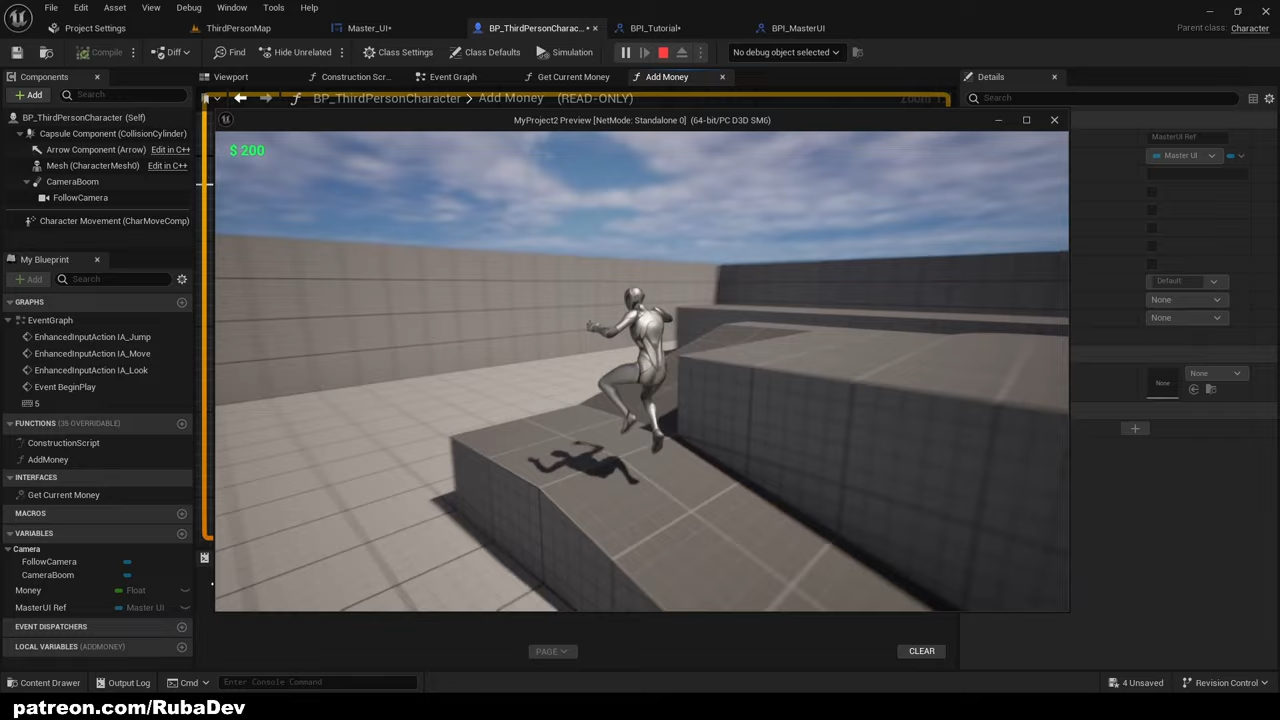 File Edit Asset View Debug Window Tools Help
Project Settings ThirdPersonMap Master_UI• BP_ThirdPersonCharac...• BPI_Tutorial• BPI_MasterUI Parent class: Character
Compile Diff Find Hide Unrelated Class Settings Class Defaults Simulation No debug object selected
Components Viewport Construction Scr... Event Graph Get Current Money Add Money Details
+ Add Search BP_ThirdPersonCharacter > Add Money (READ-ONLY) Search
BP_ThirdPersonCharacter (Self)
MyProject2 Preview [NetMode: Standalone 0] (64-bit/PC D3D SM6)
Capsule Component (CollisionCylinder) MasterUI Ref
Arrow Component (Arrow) Edit in C++ $ 200 Master UI
Mesh (CharacterMesh0) Edit in C++
CameraBoom
FollowCamera
Character Movement (CharMoveComp)
My Blueprint
+ Add Search Default
GRAPHS None
EventGraph None
EnhancedInputAction IA_Jump
EnhancedInputAction IA_Move
EnhancedInputAction IA_Look None None
Event BeginPlay
5
FUNCTIONS (35 OVERRIDABLE)
ConstructionScript
AddMoney
INTERFACES
Get Current Money
MACROS
VARIABLES
Camera
FollowCamera
CameraBoom
Money Float
MasterUI Ref Master UI
EVENT DISPATCHERS
LOCAL VARIABLES (ADDMONEY) PAGE CLEAR
Content Drawer Output Log Cmd Enter Console Command 4 Unsaved Revision Control
patreon.com/RubaDev